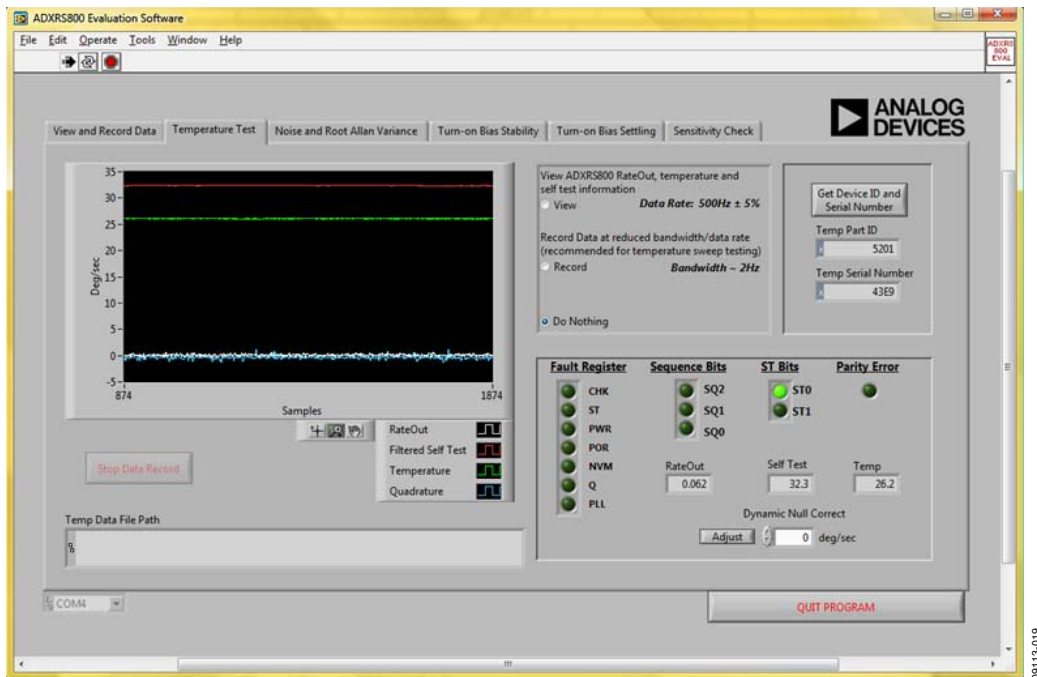 ADXRS800 Evaluation Software
File Edit Operate Tools Window Help
ADXRS
800
EVAL
ANALOG
DEVICES
View and Record Data
Temperature Test
Noise and Root Allan Variance
Turn-on Bias Stability
Turn-on Bias Settling
Sensitivity Check
35
30
25
20
15
10
5
0
-5
Deg/sec
874
1874
Samples
RateOut
Filtered Self Test
Temperature
Quadrature
Stop Data Record
Temp Data File Path
View ADXRS800 RateOut, temperature and
self test information
View
Data Rate: 500Hz ± 5%
Record Data at reduced bandwidth/data rate
(recommended for temperature sweep testing)
Record
Bandwidth ~ 2Hz
Do Nothing
Get Device ID and
Serial Number
Temp Part ID
x 5201
Temp Serial Number
x 43E9
Fault Register
CHK
ST
PWR
POR
NVM
Q
PLL
Sequence Bits
SQ2
SQ1
SQ0
ST Bits
ST0
ST1
Parity Error
RateOut
0.062
Self Test
32.3
Temp
26.2
Dynamic Null Correct
Adjust
0 deg/sec
COM4
QUIT PROGRAM
09113-019